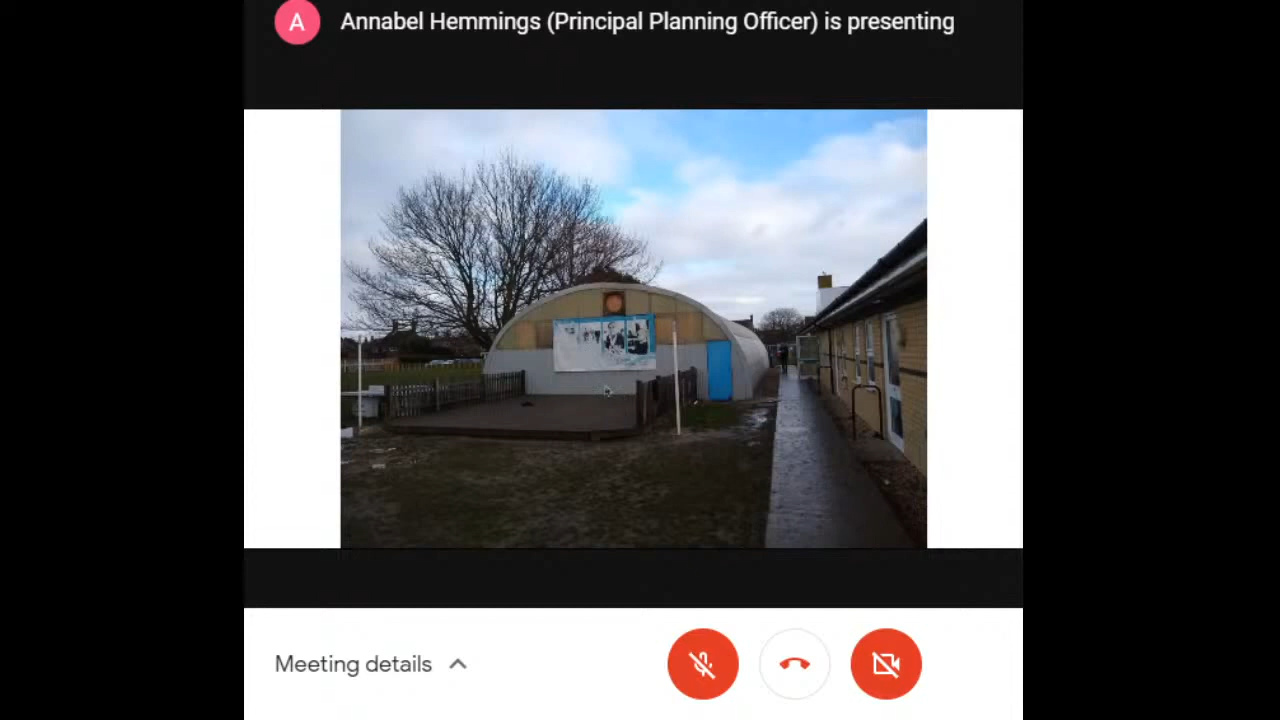 A
Annabel Hemmings (Principal Planning Officer) is presenting
Meeting details